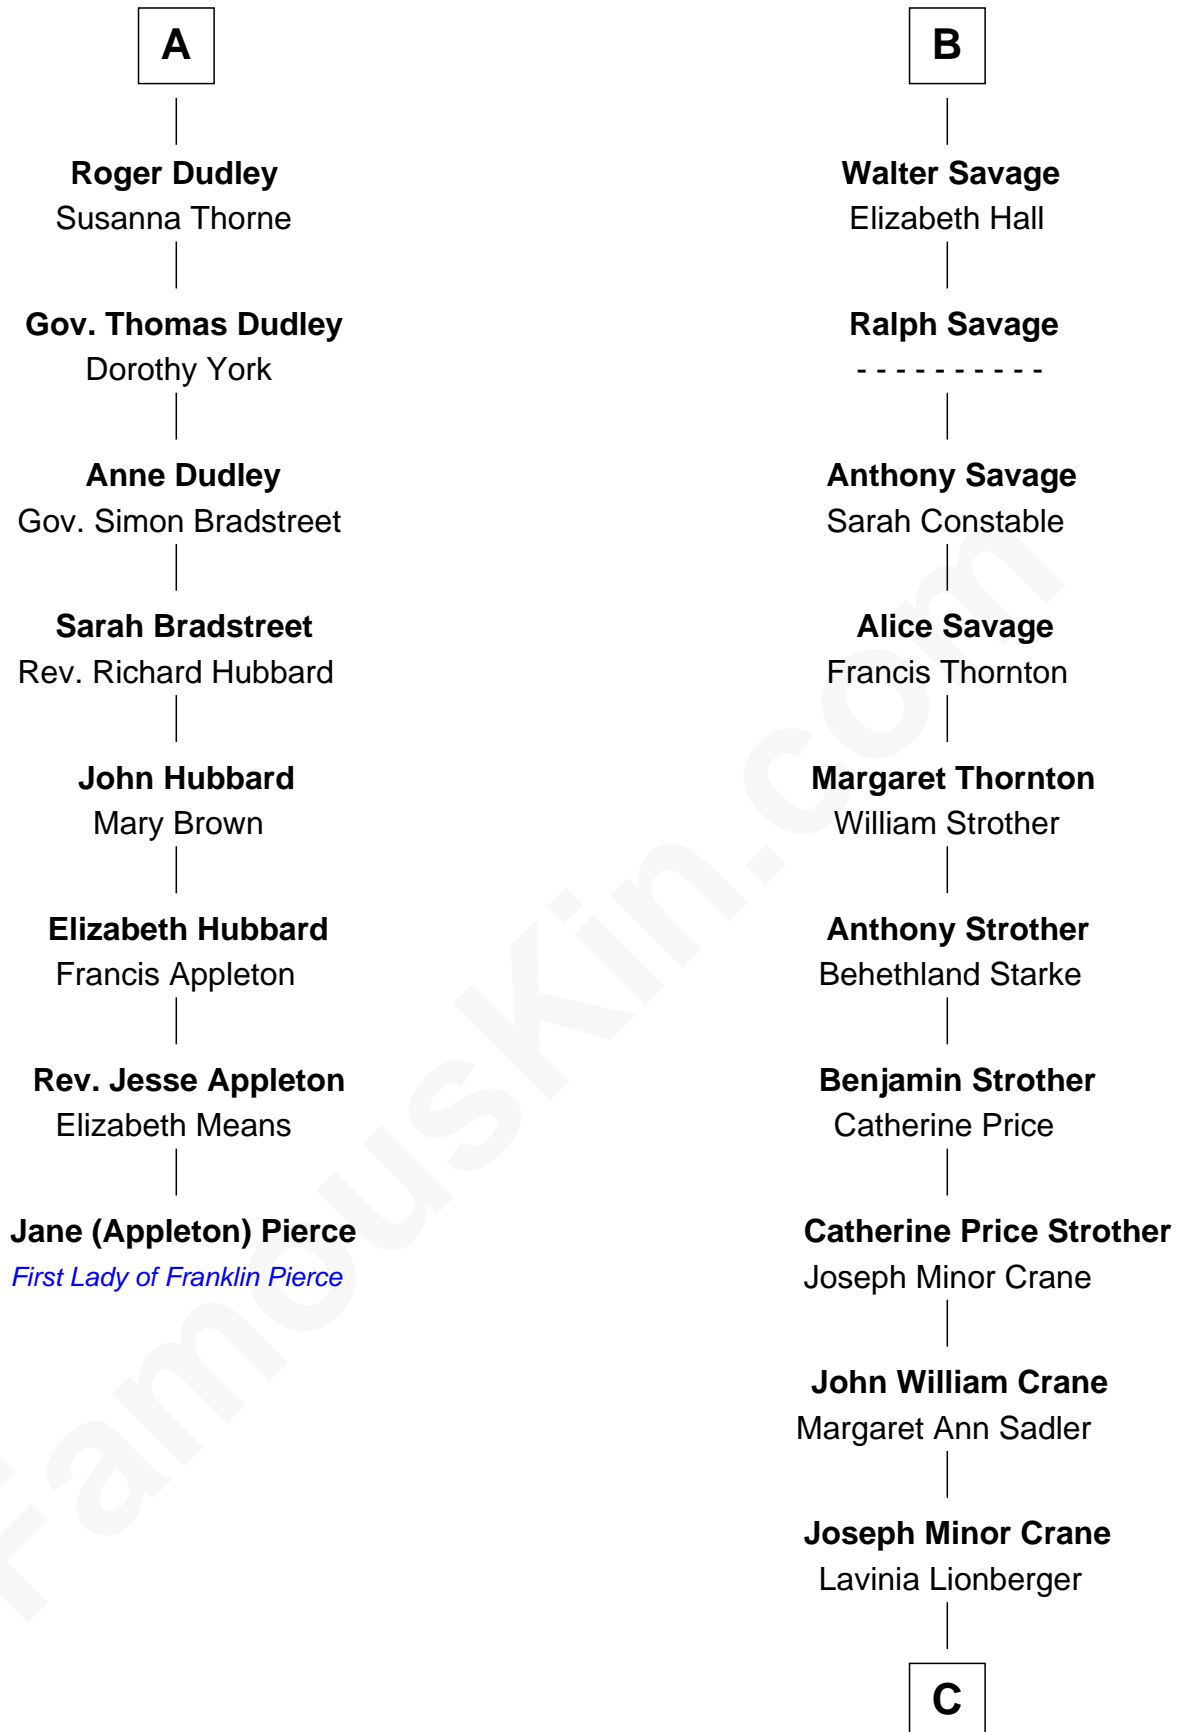 A
Roger Dudley
Susanna Thorne
Gov. Thomas Dudley
Dorothy York
Anne Dudley
Gov. Simon Bradstreet
Sarah Bradstreet
Rev. Richard Hubbard
John Hubbard
Mary Brown
Elizabeth Hubbard
Francis Appleton
Rev. Jesse Appleton
Elizabeth Means
Jane (Appleton) Pierce
First Lady of Franklin Pierce
B
Walter Savage
Elizabeth Hall
Ralph Savage
- - - - - - - - - -
Anthony Savage
Sarah Constable
Alice Savage
Francis Thornton
Margaret Thornton
William Strother
Anthony Strother
Behethland Starke
Benjamin Strother
Catherine Price
Catherine Price Strother
Joseph Minor Crane
John William Crane
Margaret Ann Sadler
Joseph Minor Crane
Lavinia Lionberger
C
FamousKin.com